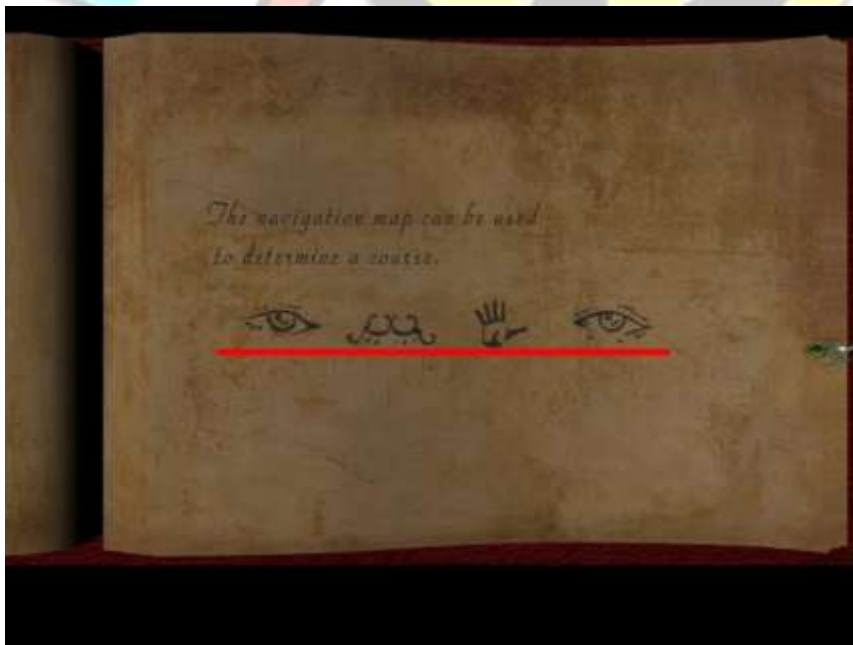 The navigation map can be used
to determine a course.